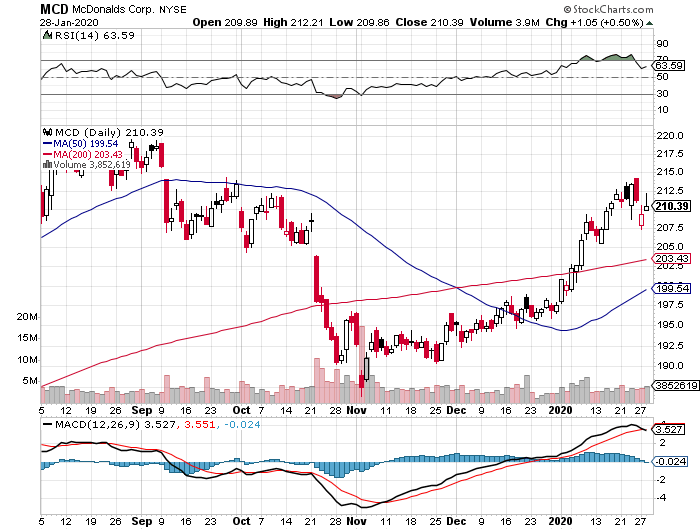 MCD McDonalds Corp. NYSE © StockCharts.com
28-Jan-2020 Open 209.89 High 212.21 Low 209.86 Close 210.39 Volume 3.9M Chg +1.05 (+0.50%)
RSI(14) 63.59
90
70
63.59
50
30
10
MCD (Daily) 210.39
MA(50) 199.54
MA(200) 203.43
Volume 3,852,619
220.0
217.5
215.0
212.5
210.39
207.5
205.0
203.43
202.5
199.54
197.5
195.0
192.5
190.0
3852619
20M
15M
10M
5M
5 12 19 26 Sep 9 16 23 Oct 7 14 21 Nov 11 18 25 Dec 9 16 23 2020 13 21 27
MACD(12,26,9) 3.527, 3.551, -0.024
4
3.527
2
-0.024
-2
-4
2
0
-2
-4
5 12 19 26 Sep 9 16 23 Oct 7 14 21 Nov 11 18 25 Dec 9 16 23 2020 13 21 27